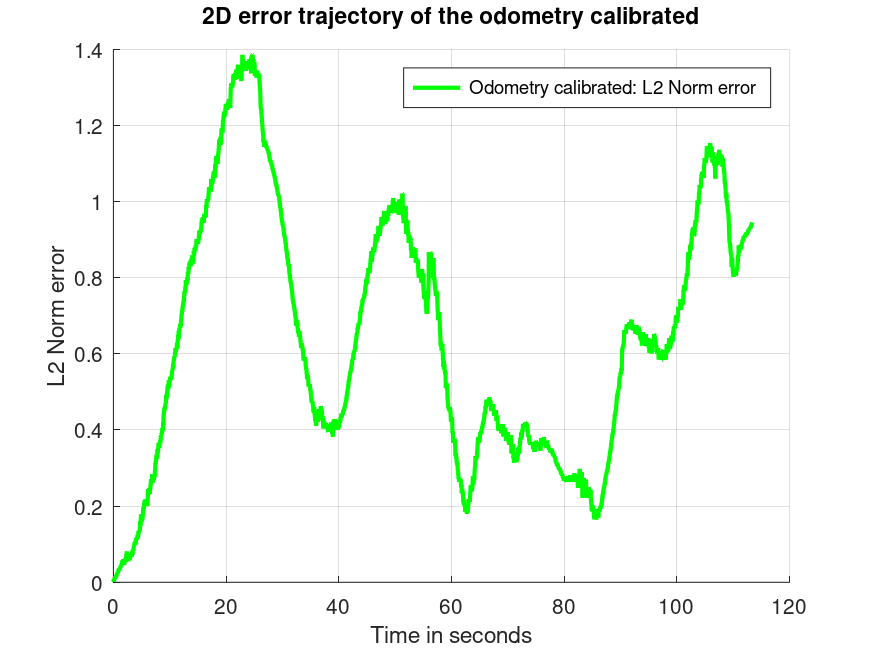 2D error trajectory of the odometry calibrated
Odometry calibrated: L2 Norm error
L2 Norm error
1.4
1.2
1
0.8
0.6
0.4
0.2
0
0 20 40 60 80 100 120
Time in seconds